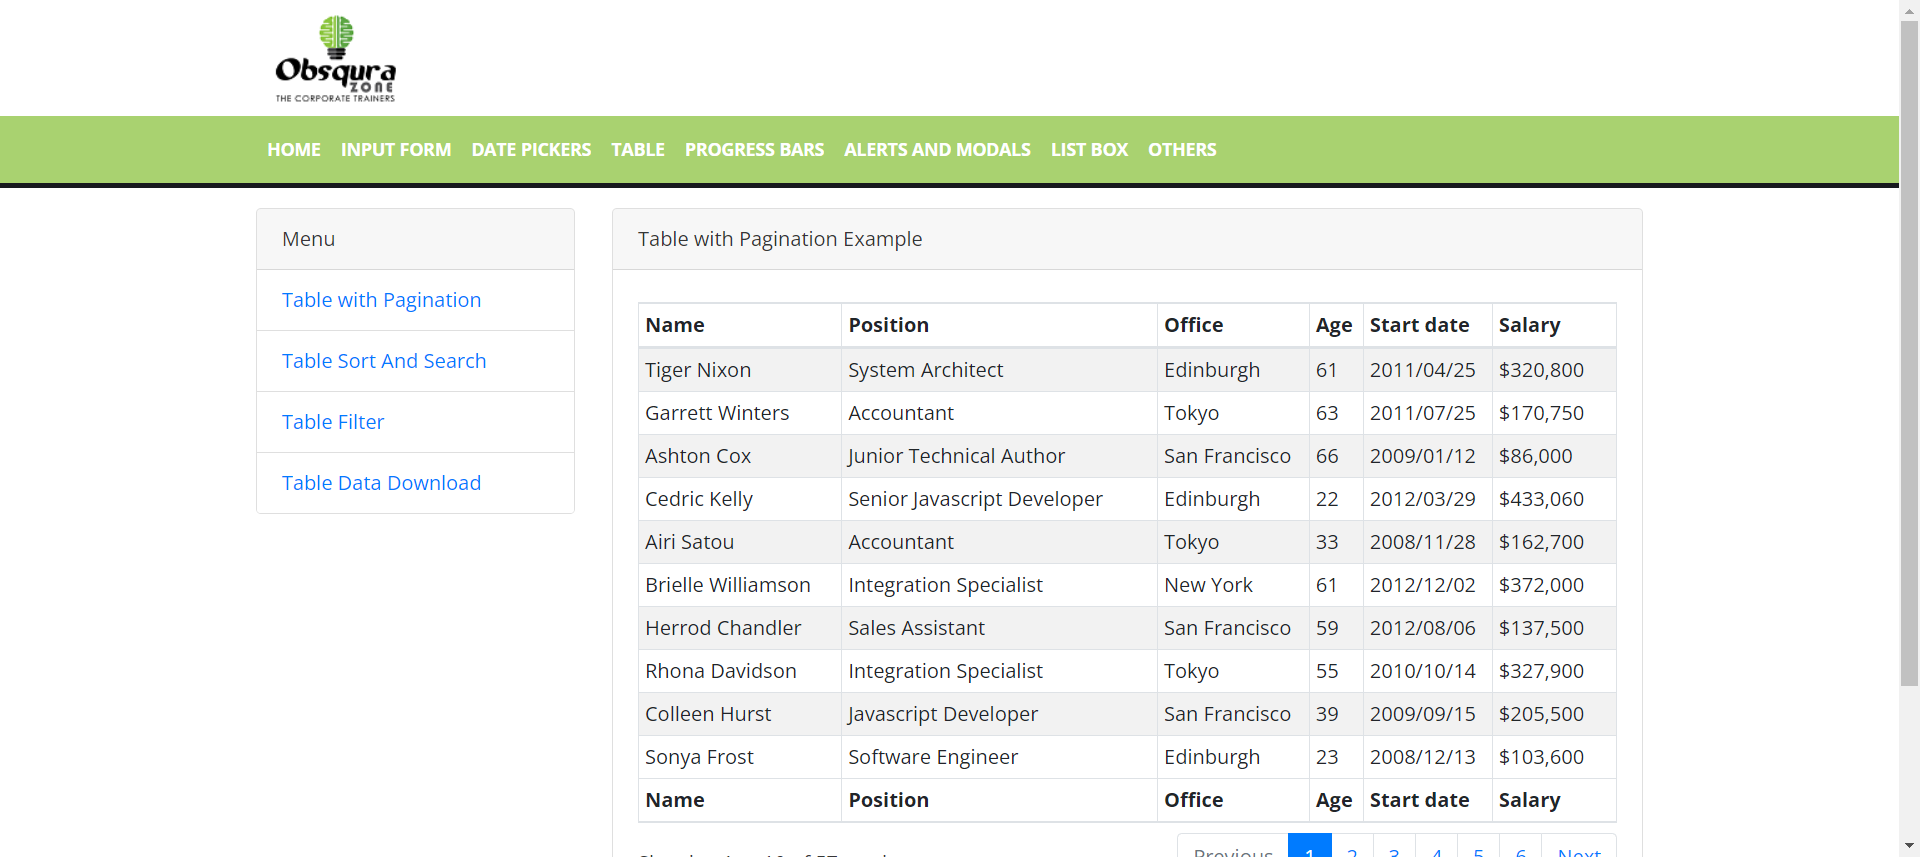 Obsqura
ZONE
THE CORPORATE TRAINERS
HOME INPUT FORM DATE PICKERS TABLE PROGRESS BARS ALERTS AND MODALS LIST BOX OTHERS
Menu
Table with Pagination
Table Sort And Search
Table Filter
Table Data Download
Table with Pagination Example
Name Position Office Age Start date Salary
Tiger Nixon System Architect Edinburgh 61 2011/04/25 $320,800
Garrett Winters Accountant Tokyo 63 2011/07/25 $170,750
Ashton Cox Junior Technical Author San Francisco 66 2009/01/12 $86,000
Cedric Kelly Senior Javascript Developer Edinburgh 22 2012/03/29 $433,060
Airi Satou Accountant Tokyo 33 2008/11/28 $162,700
Brielle Williamson Integration Specialist New York 61 2012/12/02 $372,000
Herrod Chandler Sales Assistant San Francisco 59 2012/08/06 $137,500
Rhona Davidson Integration Specialist Tokyo 55 2010/10/14 $327,900
Colleen Hurst Javascript Developer San Francisco 39 2009/09/15 $205,500
Sonya Frost Software Engineer Edinburgh 23 2008/12/13 $103,600
Name Position Office Age Start date Salary
Previous 1 2 3 4 5 6 Next